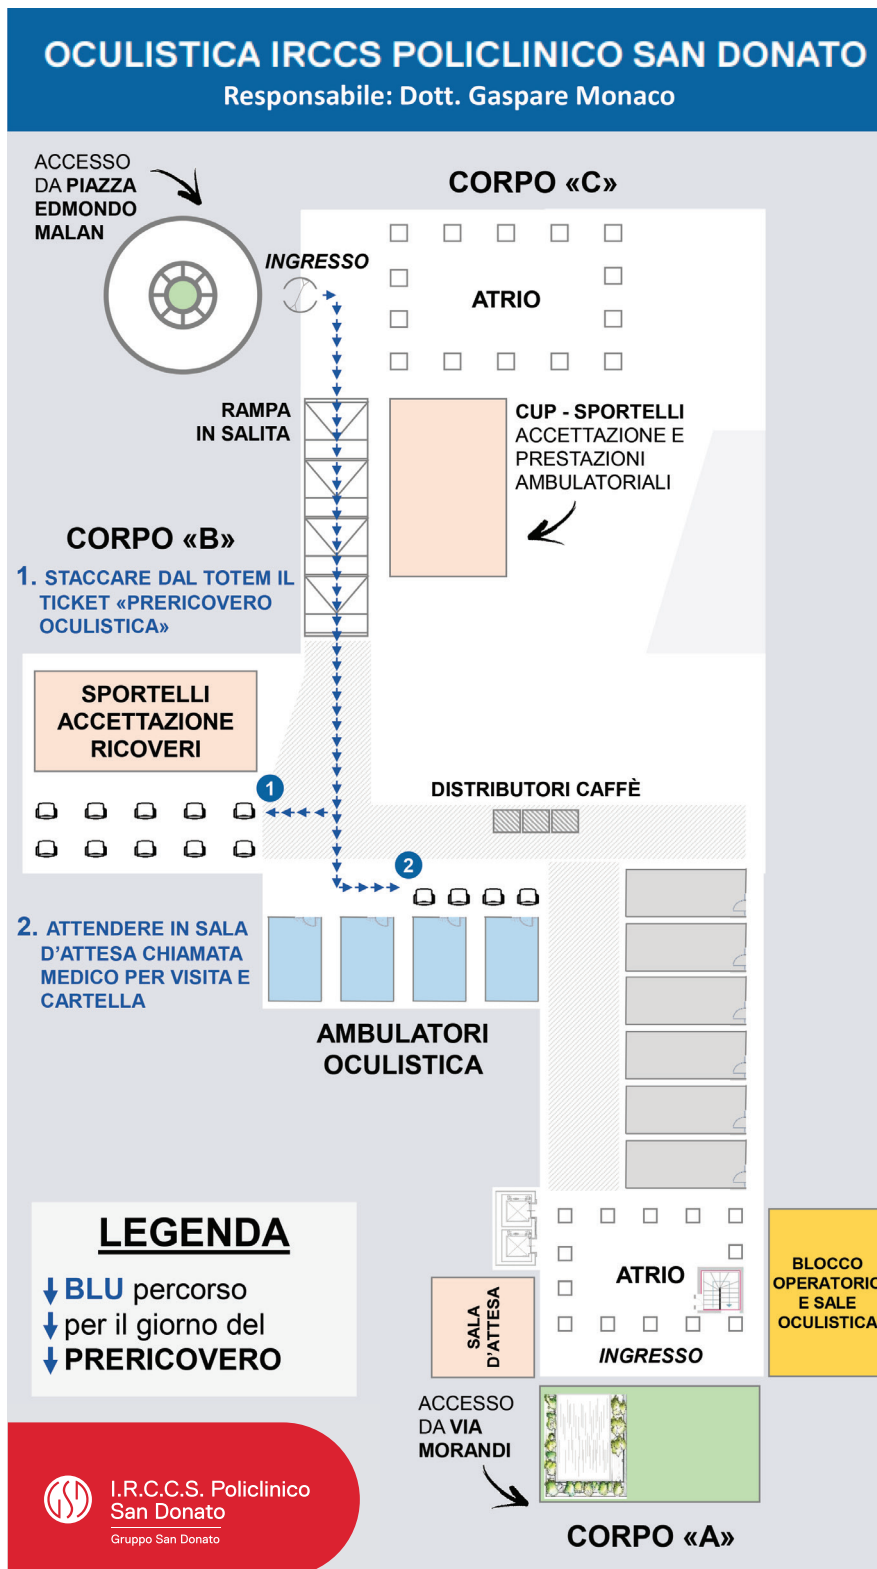 OCULISTICA IRCCS POLICLINICO SAN DONATO
Responsabile: Dott. Gaspare Monaco
ACCESSO
DA PIAZZA
EDMONDO
MALAN
CORPO «C»
INGRESSO
ATRIO
RAMPA
IN SALITA
CUP - SPORTELLI
ACCETTAZIONE E
PRESTAZIONI
AMBULATORIALI
CORPO «B»
1. STACCARE DAL TOTEM IL
TICKET «PRERICOVERO
OCULISTICA»
SPORTELLI
ACCETTAZIONE
RICOVERI
1
DISTRIBUTORI CAFFÈ
2
2. ATTENDERE IN SALA
D'ATTESA CHIAMATA
MEDICO PER VISITA E
CARTELLA
AMBULATORI
OCULISTICA
LEGENDA
BLU percorso
per il giorno del
PRERICOVERO
ATRIO
INGRESSO
SALA
D'ATTESA
BLOCCO
OPERATORIO
E SALE
OCULISTICA
ACCESSO
DA VIA
MORANDI
CORPO «A»
GSD
I.R.C.C.S. Policlinico
San Donato
Gruppo San Donato